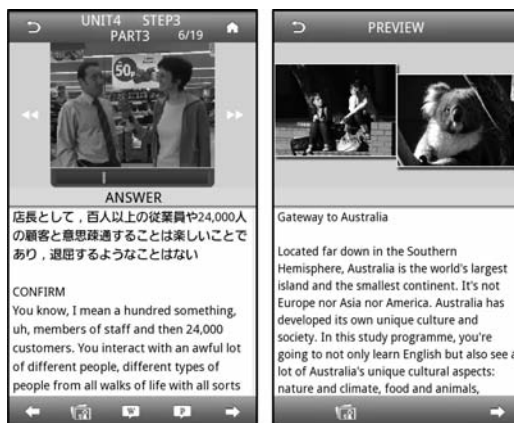 UNIT4 STEP3
PART3 6/19
50p
ANSWER
店長として，百人以上の従業員や24,000人
の顧客と意思疎通することは楽しいことで
あり，退屈するようなことはない
CONFIRM
You know, I mean a hundred something,
uh, members of staff and then 24,000
customers. You interact with an awful lot
of different people, different types of
people from all walks of life with all sorts
W
P
PREVIEW
Gateway to Australia
Located far down in the Southern
Hemisphere, Australia is the world's largest
island and the smallest continent. It's not
Europe nor Asia nor America. Australia has
developed its own unique culture and
society. In this study programme, you're
going to not only learn English but also see a
lot of Australia's unique cultural aspects:
nature and climate, food and animals,